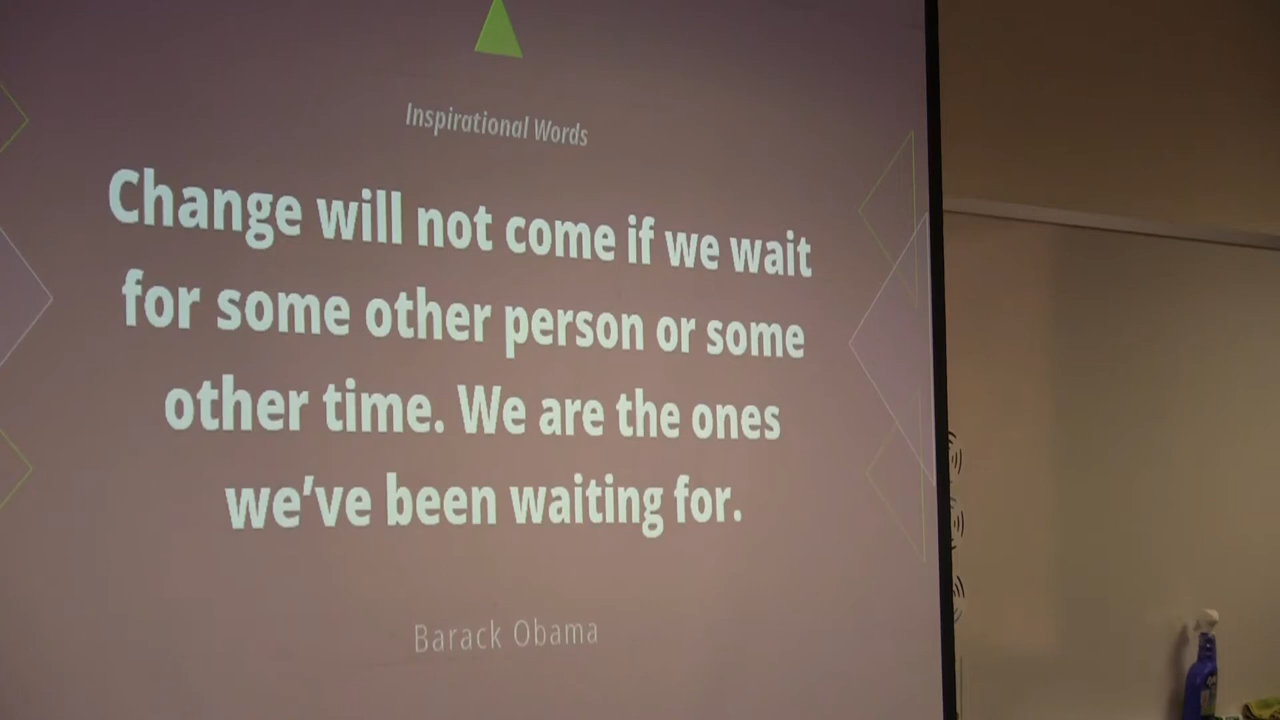 Inspirational Words
Change will not come if we wait
for some other person or some
other time. We are the ones
we’ve been waiting for.
Barack Obama